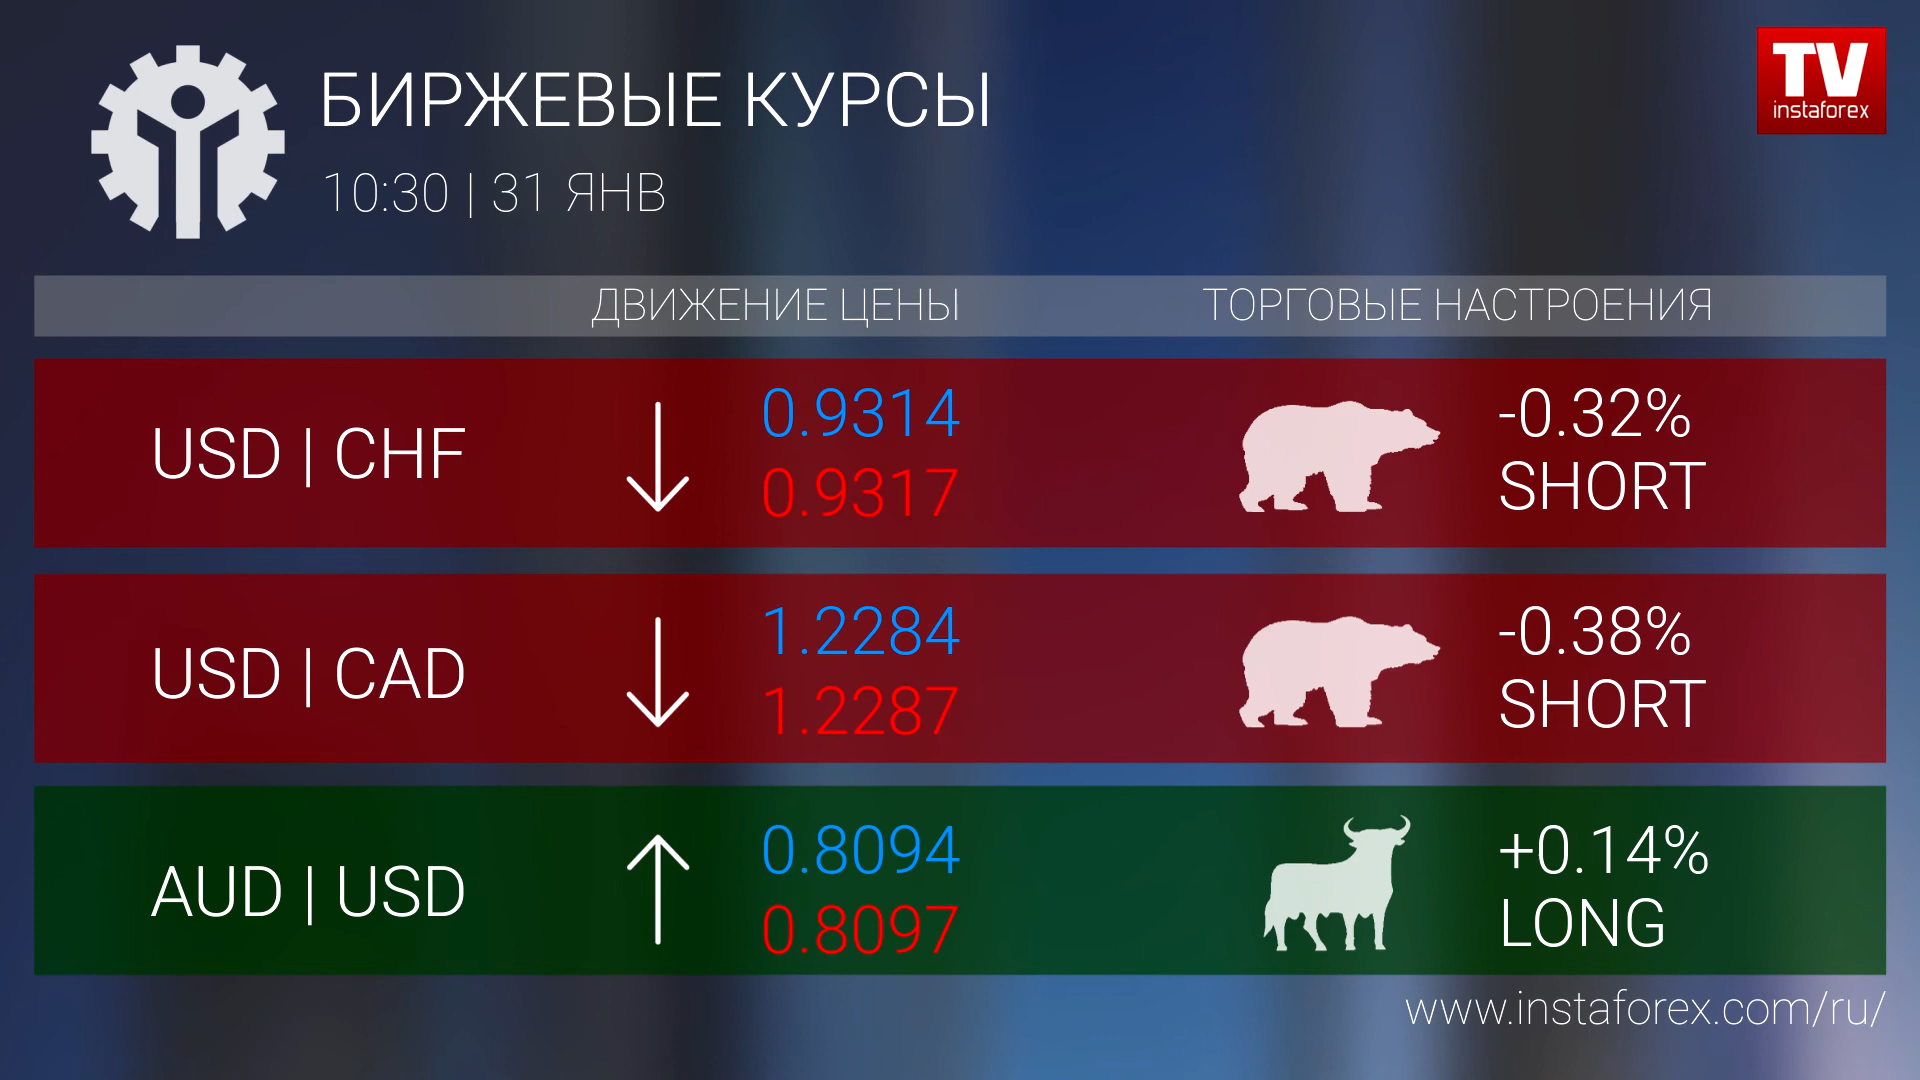 БИРЖЕВЫЕ КУРСЫ
10:30 | 31 ЯНВ
TV
instaforex
ДВИЖЕНИЕ ЦЕНЫ ТОРГОВЫЕ НАСТРОЕНИЯ
USD | CHF
0.9314
0.9317
-0.32%
SHORT
USD | CAD
1.2284
1.2287
-0.38%
SHORT
AUD | USD
0.8094
0.8097
+0.14%
LONG
www.instaforex.com/ru/